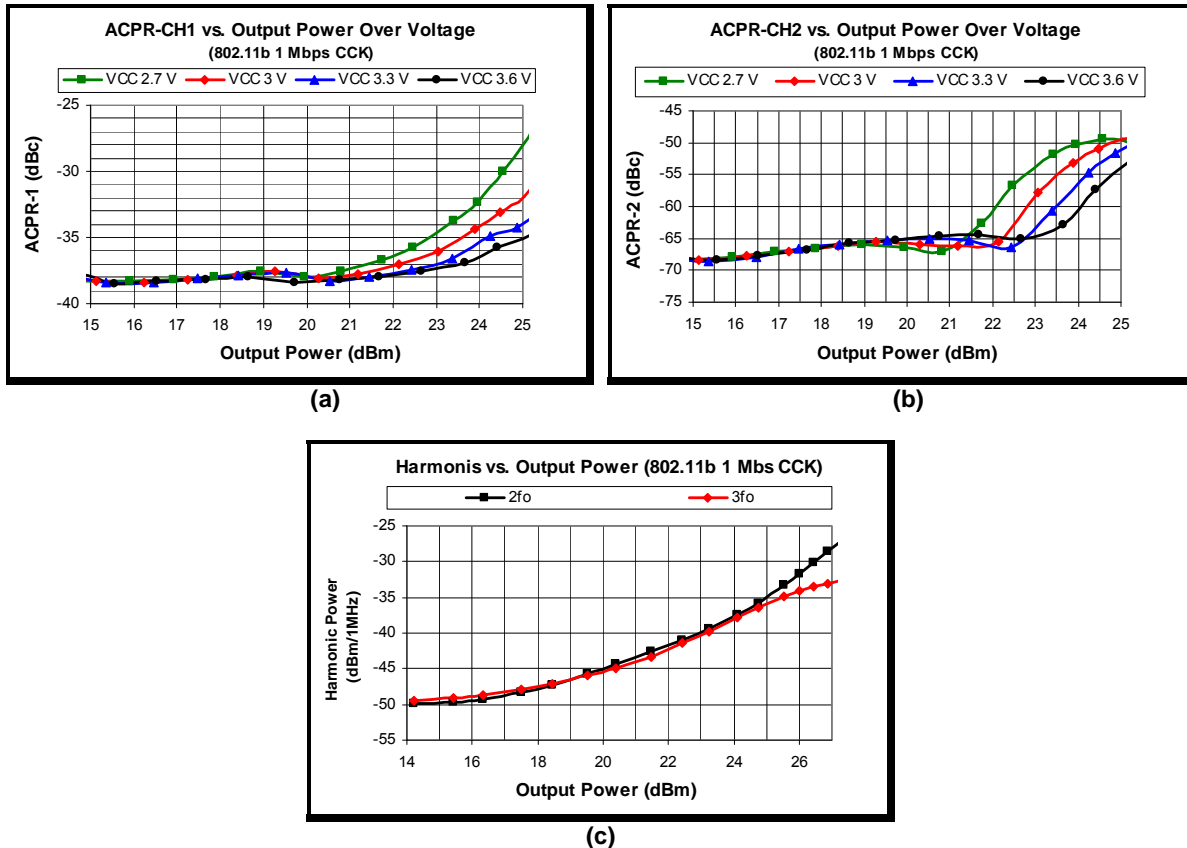 ACPR-CH1 vs. Output Power Over Voltage
(802.11b 1 Mbps CCK)
VCC 2.7 V VCC 3 V VCC 3.3 V VCC 3.6 V
ACPR-1 (dBc)
-25
-30
-35
-40
15 16 17 18 19 20 21 22 23 24 25
Output Power (dBm)
(a)
ACPR-CH2 vs. Output Power Over Voltage
(802.11b 1 Mbps CCK)
VCC 2.7 V VCC 3 V VCC 3.3 V VCC 3.6 V
ACPR-2 (dBc)
-45
-50
-55
-60
-65
-70
-75
15 16 17 18 19 20 21 22 23 24 25
Output Power (dBm)
(b)
Harmonis vs. Output Power (802.11b 1 Mbs CCK)
2fo 3fo
Harmonic Power
(dBm/1MHz)
-25
-30
-35
-40
-45
-50
-55
14 16 18 20 22 24 26
Output Power (dBm)
(c)